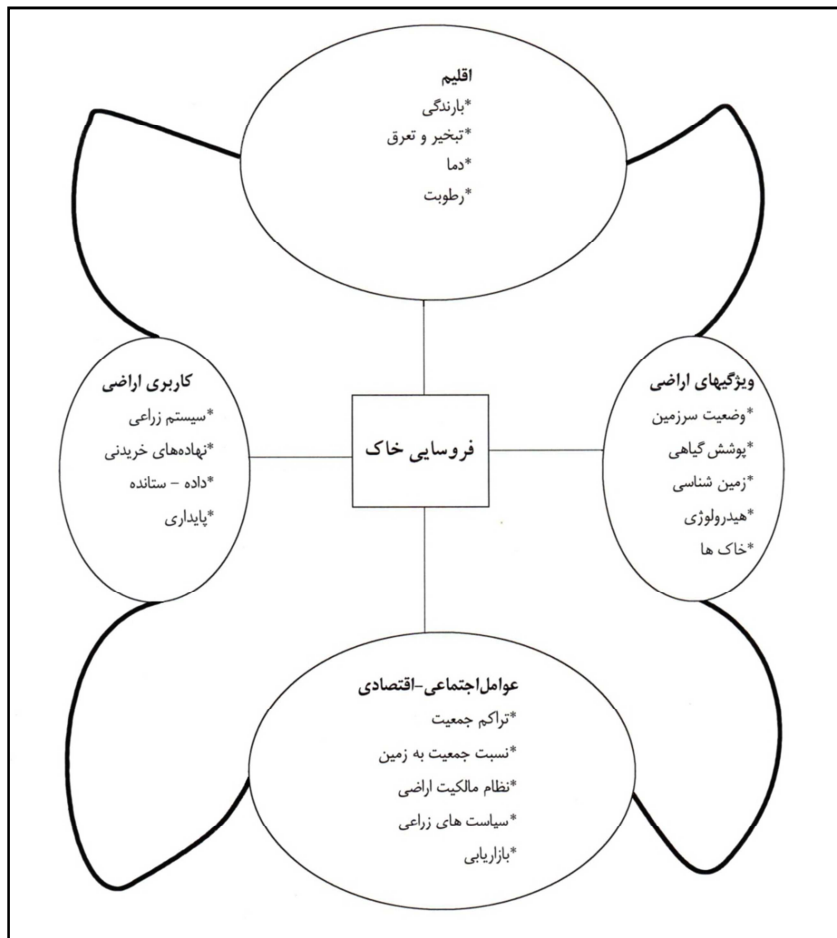 اقلیم
*بارندگی
*تبخیر و تعرق
*دما
*رطوبت
ویژگیهای اراضی
*وضعیت سرزمین
*پوشش گیاهی
*زمین شناسی
*هیدرولوژی
*خاک ها
فروسایی خاک
کاربری اراضی
*سیستم زراعی
*نهاده‌های خریدنی
*داده - ستانده
*پایداری
عوامل اجتماعی-اقتصادی
*تراکم جمعیت
*نسبت جمعیت به زمین
*نظام مالکیت اراضی
*سیاست های زراعی
*بازاریابی